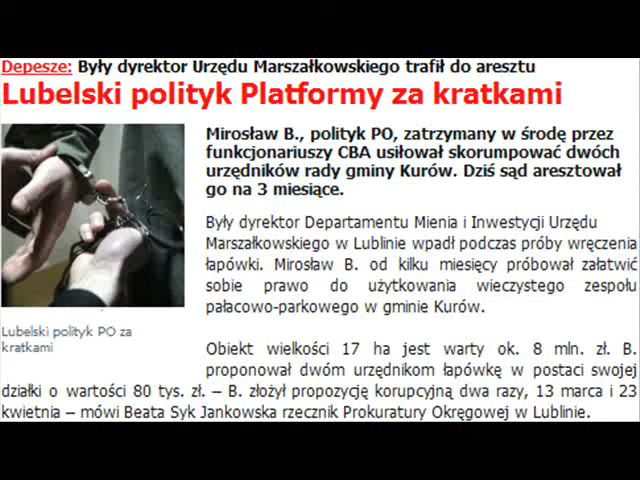 Depesze: Były dyrektor Urzędu Marszałkowskiego trafił do aresztu
Lubelski polityk Platformy za kratkami
Mirosław B., polityk PO, zatrzymany w środę przez
funkcjonariuszy CBA usiłował skorumpować dwóch
urzędników rady gminy Kurów. Dziś sąd aresztował
go na 3 miesiące.
Były dyrektor Departamentu Mienia i Inwestycji Urzędu
Marszałkowskiego w Lublinie wpadł podczas próby wręczenia
łapówki. Mirosław B. od kilku miesięcy próbował załatwić
sobie prawo do użytkowania wieczystego zespołu
pałacowo-parkowego w gminie Kurów.
Lubelski polityk PO za
kratkami
Obiekt wielkości 17 ha jest warty ok. 8 mln. zł. B.
proponował dwóm urzędnikom łapówkę w postaci swojej
działki o wartości 80 tys. zł. – B. złożył propozycję korupcyjną dwa razy, 13 marca i 23
kwietnia – mówi Beata Syk Jankowska rzecznik Prokuratury Okręgowej w Lublinie.